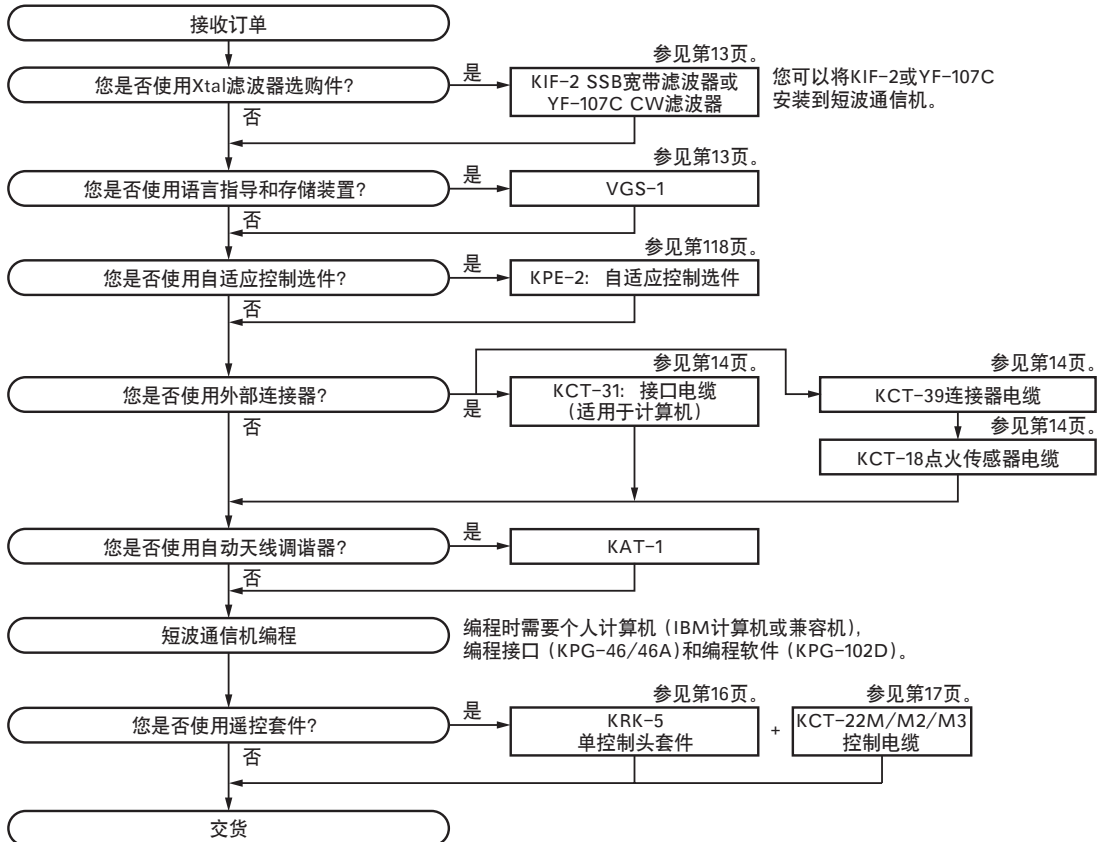 接收订单
参见第13页。
您是否使用Xtal滤波器选购件?
是
KIF-2 SSB宽带滤波器或
YF-107C CW滤波器
您可以将KIF-2或YF-107C
安装到短波通信机。
否
参见第13页。
您是否使用语言指导和存储装置?
是
VGS-1
否
参见第118页。
您是否使用自适应控制选件?
是
KPE-2: 自适应控制选件
否
参见第14页。
参见第14页。
您是否使用外部连接器?
是
KCT-31: 接口电缆
(适用于计算机)
KCT-39连接器电缆
否
参见第14页。
KCT-18点火传感器电缆
您是否使用自动天线调谐器?
是
KAT-1
否
短波通信机编程
编程时需要个人计算机 (IBM计算机或兼容机),
编程接口 (KPG-46/46A)和编程软件 (KPG-102D)。
参见第16页。
参见第17页。
您是否使用遥控套件?
是
KRK-5
单控制头套件
+
KCT-22M/M2/M3
控制电缆
否
交货